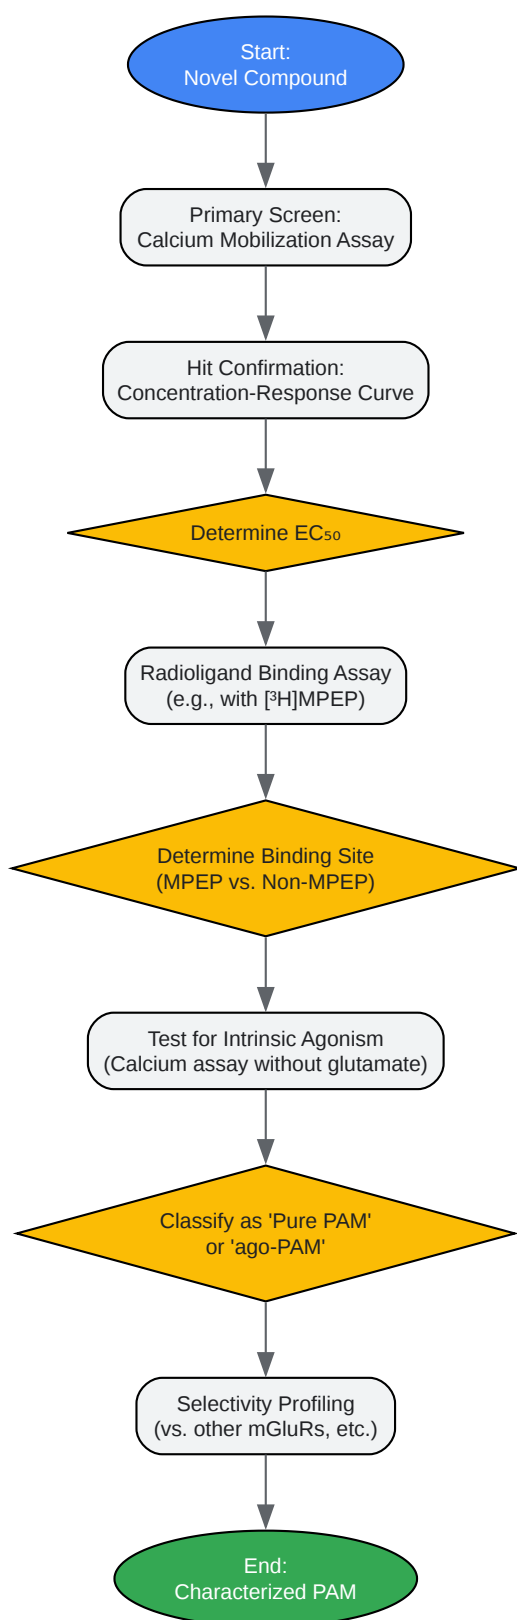 Start:
Novel Compound
Primary Screen:
Calcium Mobilization Assay
Hit Confirmation:
Concentration-Response Curve
Determine EC₅₀
Radioligand Binding Assay
(e.g., with [³H]MPEP)
Determine Binding Site
(MPEP vs. Non-MPEP)
Test for Intrinsic Agonism
(Calcium assay without glutamate)
Classify as 'Pure PAM'
or 'ago-PAM'
Selectivity Profiling
(vs. other mGluRs, etc.)
End:
Characterized PAM